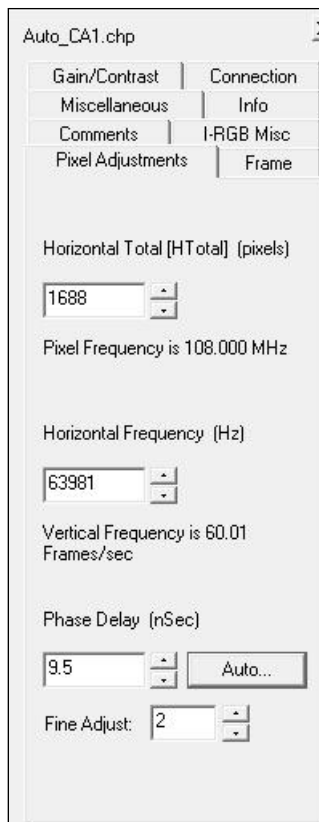 Auto_CA1.chp
Gain/Contrast Connection
Miscellaneous Info
Comments I-RGB Misc
Pixel Adjustments Frame
Horizontal Total [HTotal] (pixels)
1688
Pixel Frequency is 108.000 MHz
Horizontal Frequency (Hz)
63981
Vertical Frequency is 60.01
Frames/sec
Phase Delay (nSec)
9.5 Auto...
Fine Adjust: 2